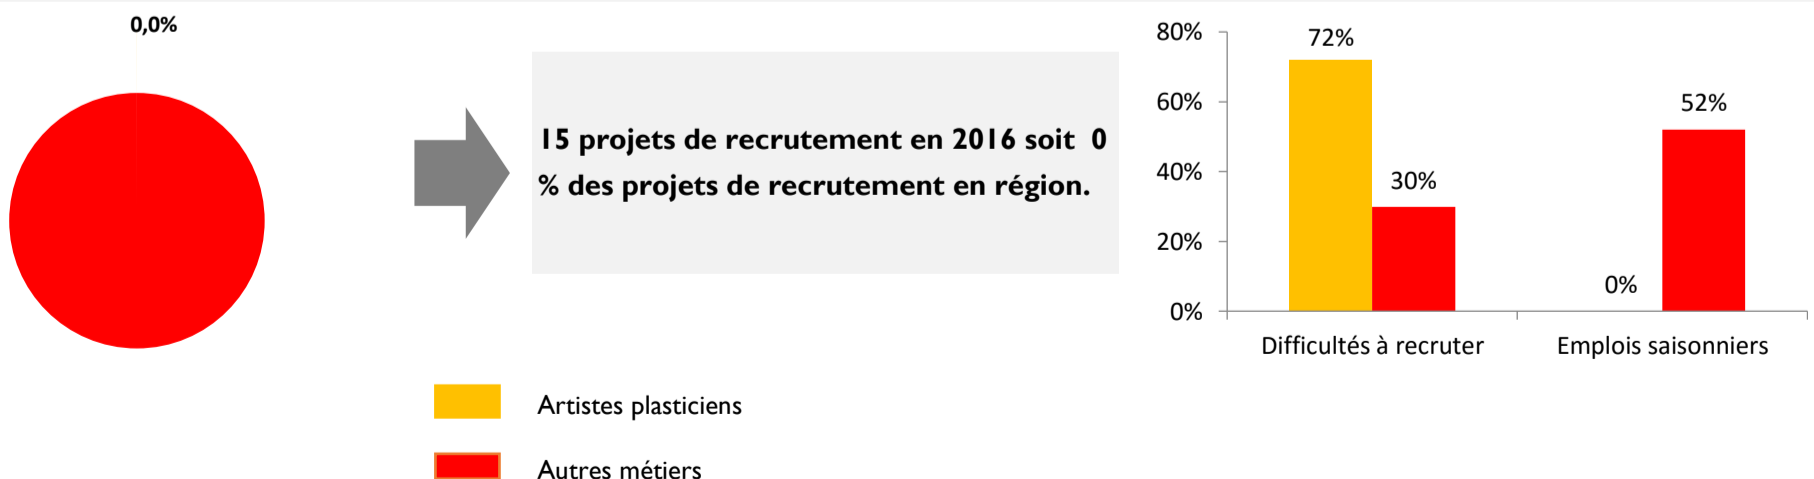 0,0%
15 projets de recrutement en 2016 soit  0
% des projets de recrutement en région.
80%
60%
40%
20%
0%
72%
30%
0%
52%
Difficultés à recruter
Emplois saisonniers
Artistes plasticiens
Autres métiers